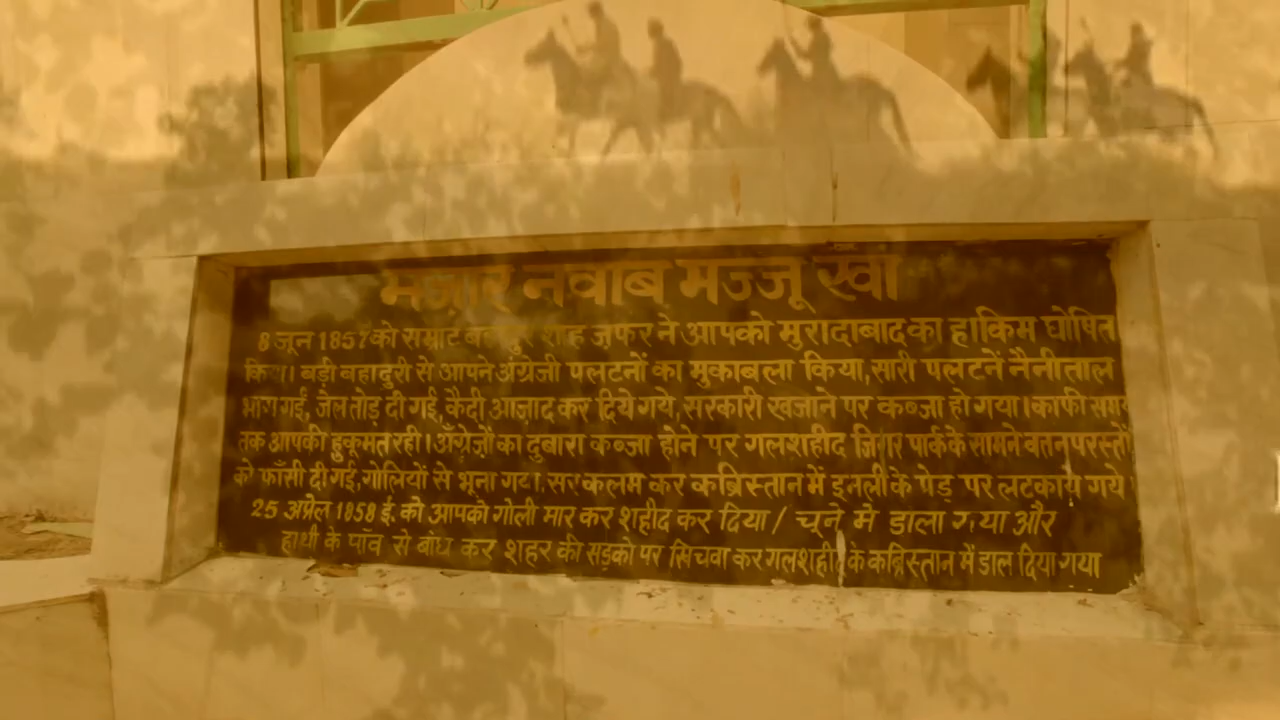 मज़ार नवाब मज्जू खाँ
8 जून 1857 को सम्राट बहादुर शाह ज़फर ने आपको मुरादाबाद का हाकिम घोषित
किया। बड़ी बहादुरी से आपने अंग्रेजी पलटनों का मुकाबला किया, सारी पलटनें नैनीताल
भाग गईं, जेल तोड़ दी गई, कैदी आज़ाद कर दिये गये, सरकारी खजाने पर कब्जा हो गया। काफी समय
तक आपकी हुकूमत रही। अँग्रेज़ों का दुबारा कब्ज़ा होने पर गलशहीद जिगर पार्क के सामने वतन परस्तों
को फाँसी दी गई, गोलियों से भूना गया, सर कलम कर कब्रिस्तान में इमली के पेड़ पर लटकाये गये
25 अप्रेल 1858 ई. को आपको गोली मार कर शहीद कर दिया / चूने में डाला गया और
हाथी के पाँव से बाँध कर शहर की सड़को पर खिंचवा कर गलशहीद के कब्रिस्तान में डाल दिया गया